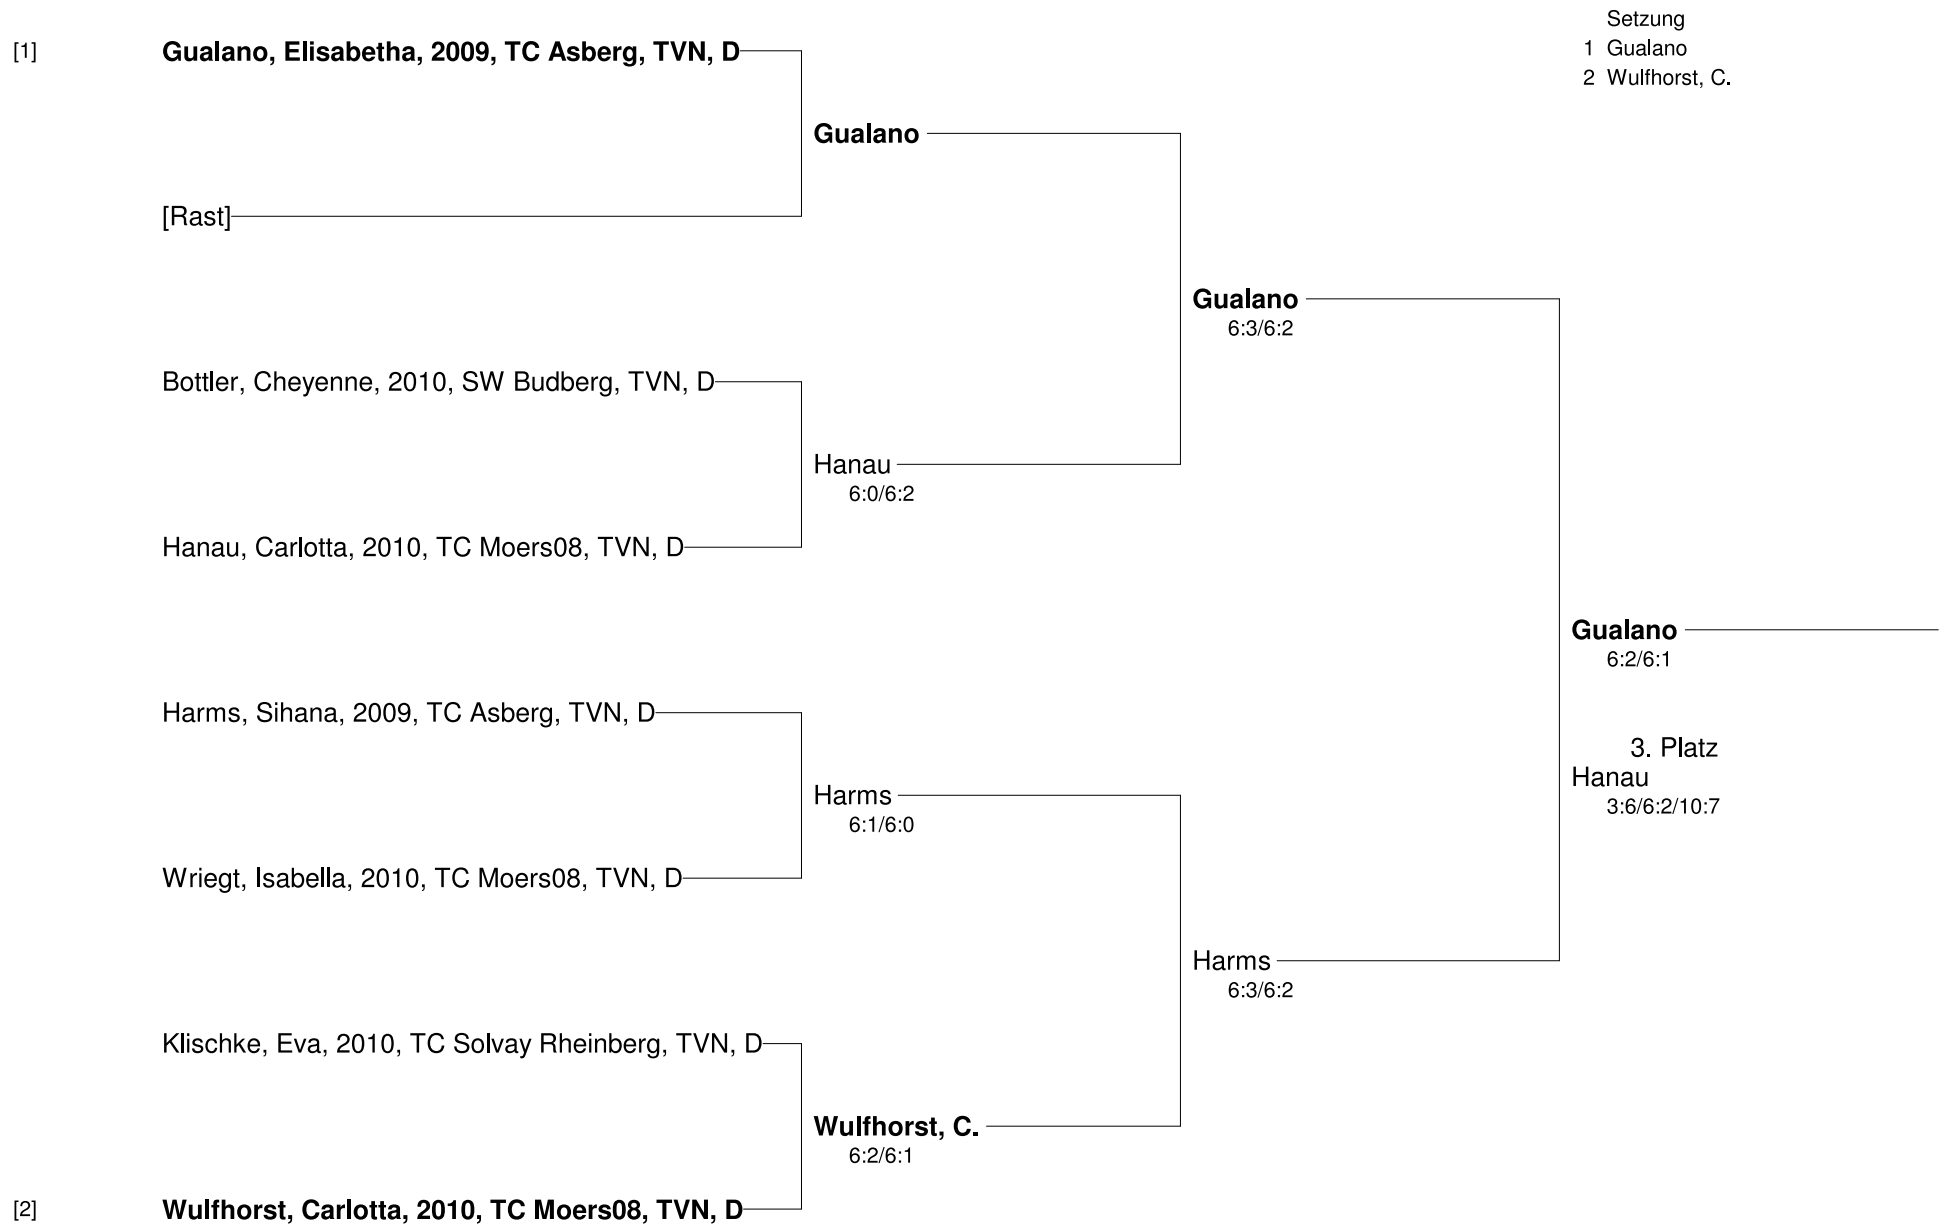 Setzung
1 Gualano
2 Wulfhorst, C.
[1] Gualano, Elisabetha, 2009, TC Asberg, TVN, D
Gualano
[Rast]
Gualano
6:3/6:2
Bottler, Cheyenne, 2010, SW Budberg, TVN, D
Hanau
6:0/6:2
Hanau, Carlotta, 2010, TC Moers08, TVN, D
Gualano
6:2/6:1
Harms, Sihana, 2009, TC Asberg, TVN, D
3. Platz
Hanau
3:6/6:2/10:7
Harms
6:1/6:0
Wriegt, Isabella, 2010, TC Moers08, TVN, D
Harms
6:3/6:2
Klischke, Eva, 2010, TC Solvay Rheinberg, TVN, D
Wulfhorst, C.
6:2/6:1
[2] Wulfhorst, Carlotta, 2010, TC Moers08, TVN, D